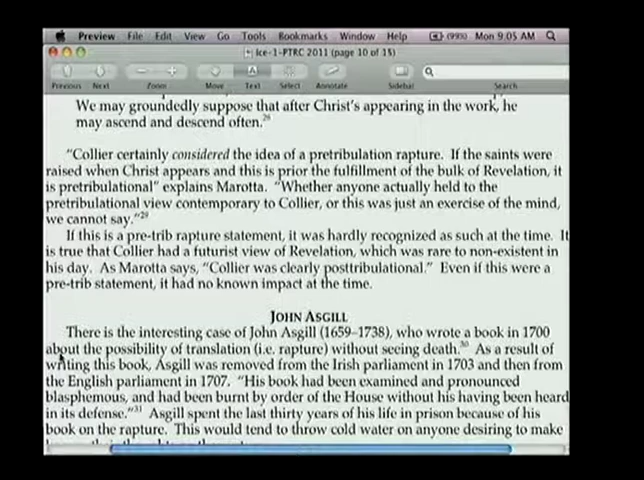 Preview File Edit View Go Tools Bookmarks Window Help (99%) Mon 9:05 AM
Ice-1-PTRC 2011 (page 10 of 15)
Previous Next Zoom Move Text Select Annotate Sidebar Search
We may groundedly suppose that after Christ's appearing in the work, he
may ascend and descend often.28
"Collier certainly considered the idea of a pretribulation rapture. If the saints were
raised when Christ appears and this is prior the fulfillment of the bulk of Revelation, it
is pretribulational" explains Marotta. "Whether anyone actually held to the
pretribulational view contemporary to Collier, or this was just an exercise of the mind,
we cannot say."29
If this is a pre-trib rapture statement, it was hardly recognized as such at the time. It
is true that Collier had a futurist view of Revelation, which was rare to non-existent in
his day. As Marotta says, "Collier was clearly posttribulational." Even if this were a
pre-trib statement, it had no known impact at the time.
JOHN ASGILL
There is the interesting case of John Asgill (1659–1738), who wrote a book in 1700
about the possibility of translation (i.e. rapture) without seeing death.30 As a result of
writing this book, Asgill was removed from the Irish parliament in 1703 and then from
the English parliament in 1707. "His book had been examined and pronounced
blasphemous, and had been burnt by order of the House without his having been heard
in its defense."31 Asgill spent the last thirty years of his life in prison because of his
book on the rapture. This would tend to throw cold water on anyone desiring to make